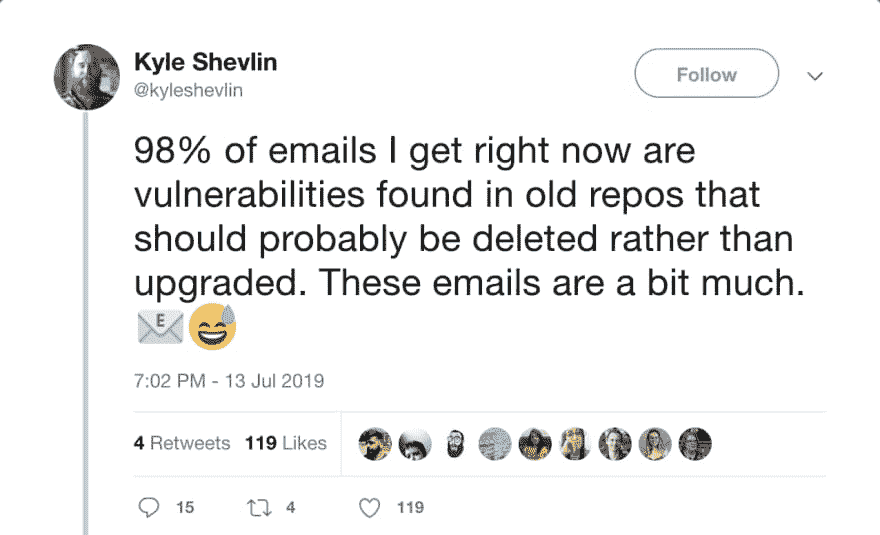 Kyle Shevlin
@kyleshevlin
Follow
98% of emails I get right now are
vulnerabilities found in old repos that
should probably be deleted rather than
upgraded. These emails are a bit much.
📧😅
7:02 PM - 13 Jul 2019
4 Retweets 119 Likes
15 4 119